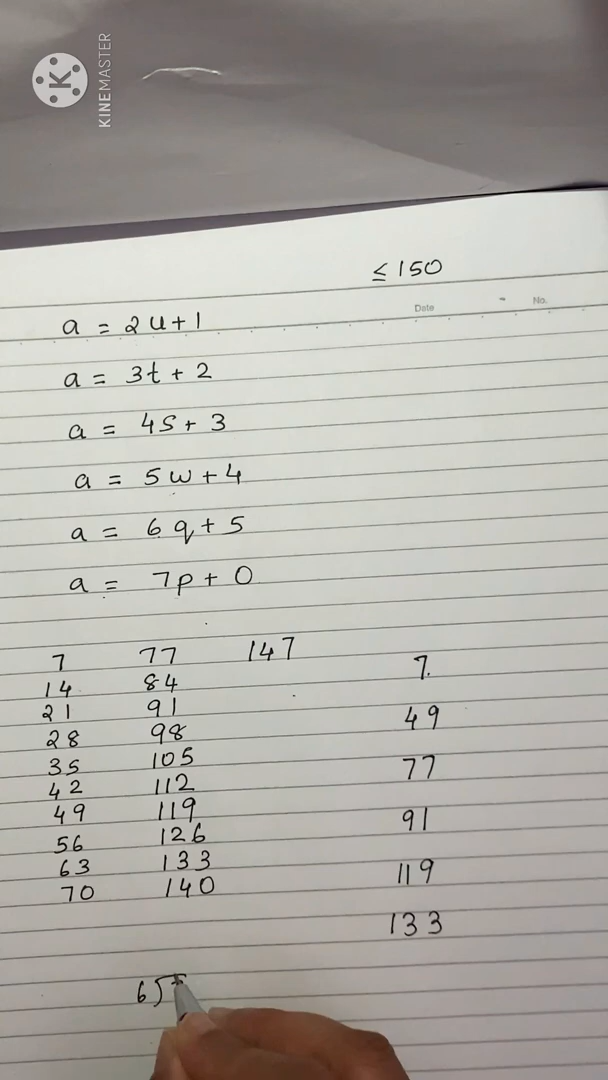 KINEMASTER
≤ 150
Date No.
a = 2u+1
a = 3t + 2
a = 4s + 3
a = 5w + 4
a = 6q + 5
a = 7p + 0
7 77 147
14 84
21 91
28 98
35 105
42 112
49 119
56 126
63 133
70 140
7
49
77
91
119
133
6)